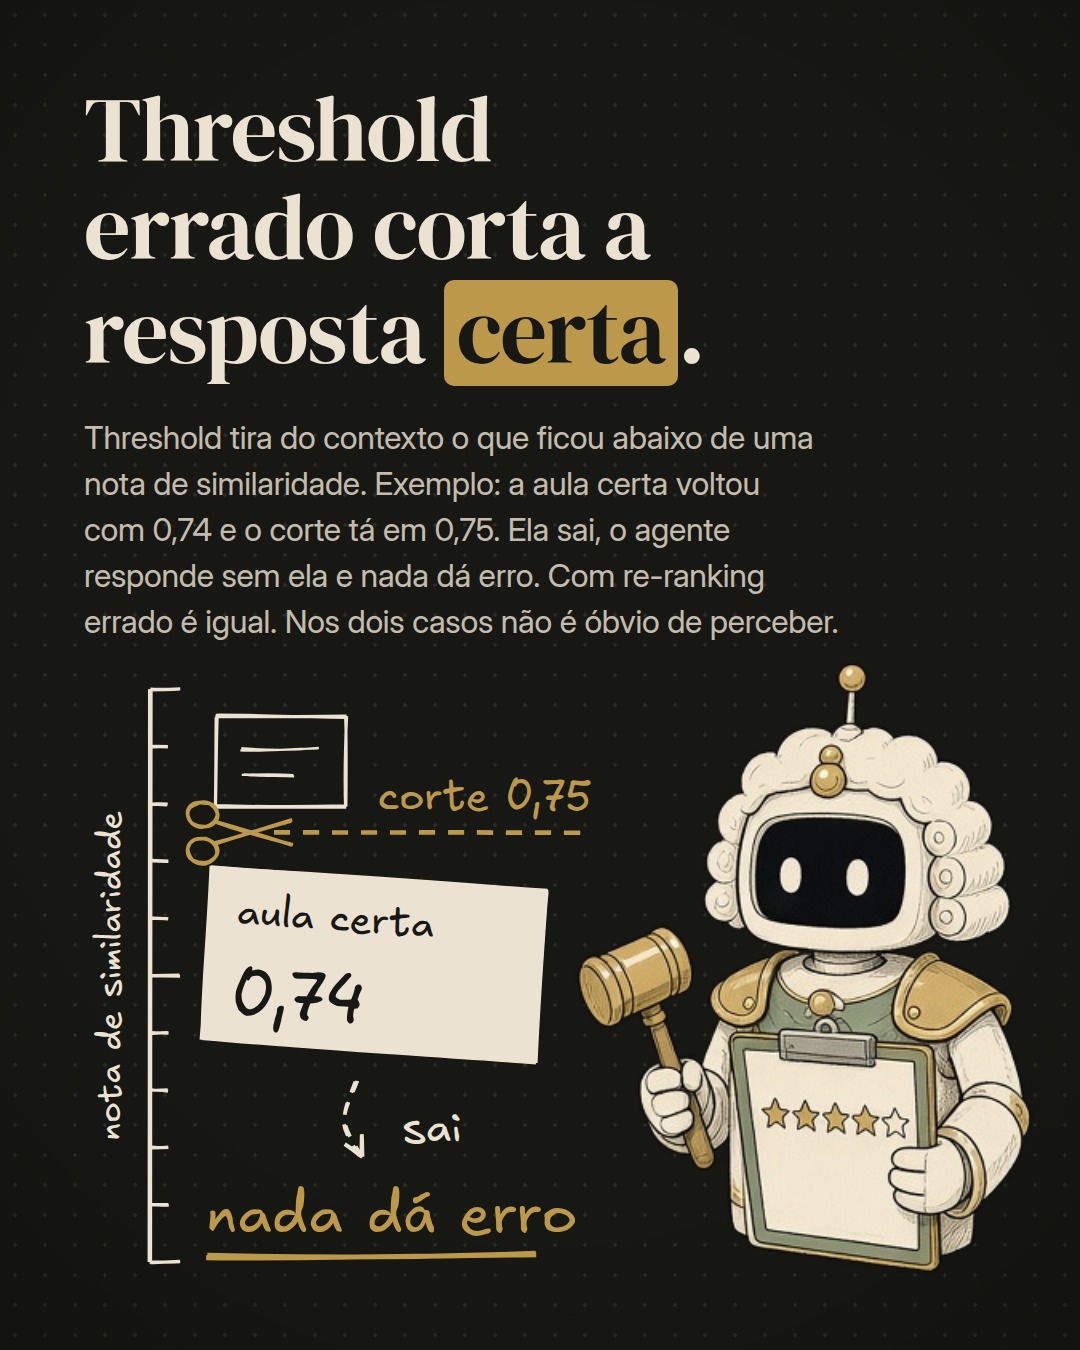 Threshold
errado corta a
resposta certa.
Threshold tira do contexto o que ficou abaixo de uma
nota de similaridade. Exemplo: a aula certa voltou
com 0,74 e o corte tá em 0,75. Ela sai, o agente
responde sem ela e nada dá erro. Com re-ranking
errado é igual. Nos dois casos não é óbvio de perceber.
nota de similaridade
corte 0,75
aula certa
0,74
sai
nada dá erro